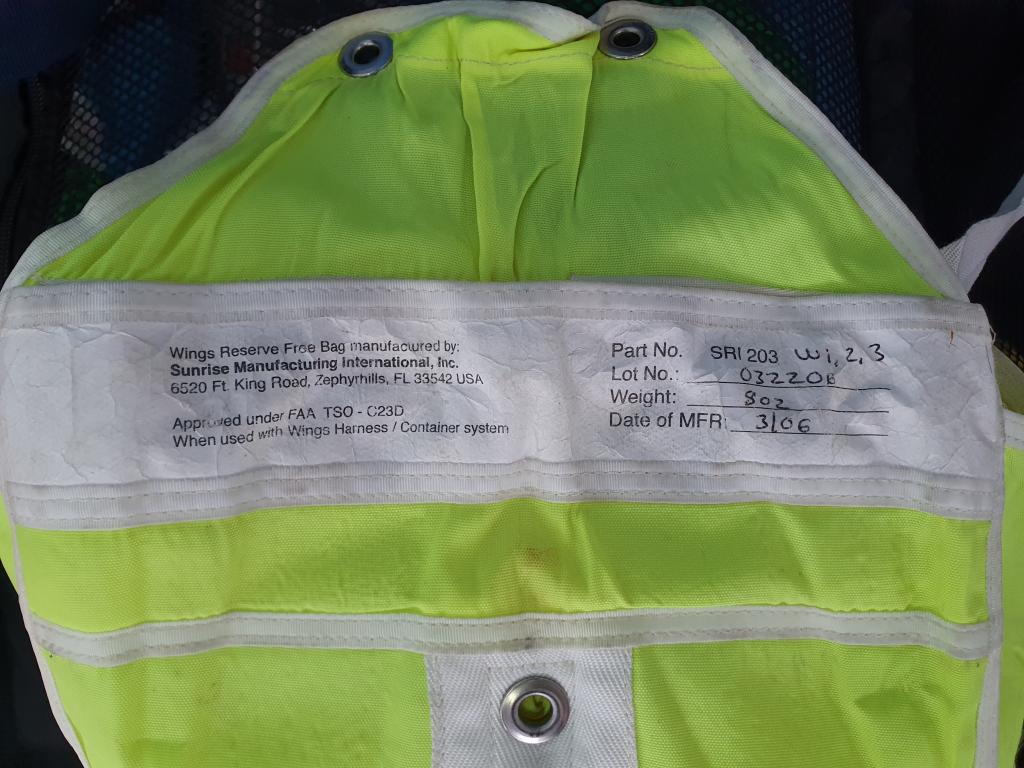 Wings Reserve Free Bag manufactured by:
Sunrise Manufacturing International, Inc.
6520 Ft. King Road, Zephyrhills, FL 33542 USA
Approved under FAA TSO - C23D
When used with Wings Harness / Container system
Part No. SRI 203 W1,2,3
Lot No.: 032206
Weight: 8oz
Date of MFR: 3/06